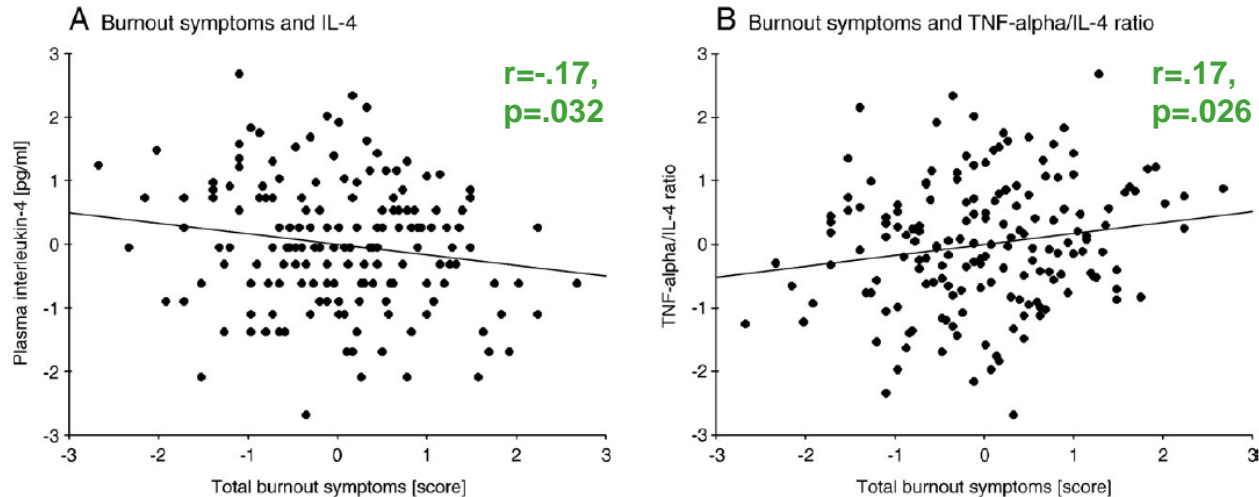 A Burnout symptoms and IL-4
r=-.17,
p=.032
3
2
1
0
-1
-2
-3
Plasma interleukin-4 [pg/ml]
-3 -2 -1 0 1 2 3
Total burnout symptoms [score]
B Burnout symptoms and TNF-alpha/IL-4 ratio
r=.17,
p=.026
3
2
1
0
-1
-2
-3
TNF-alpha/IL-4 ratio
-3 -2 -1 0 1 2 3
Total burnout symptoms [score]